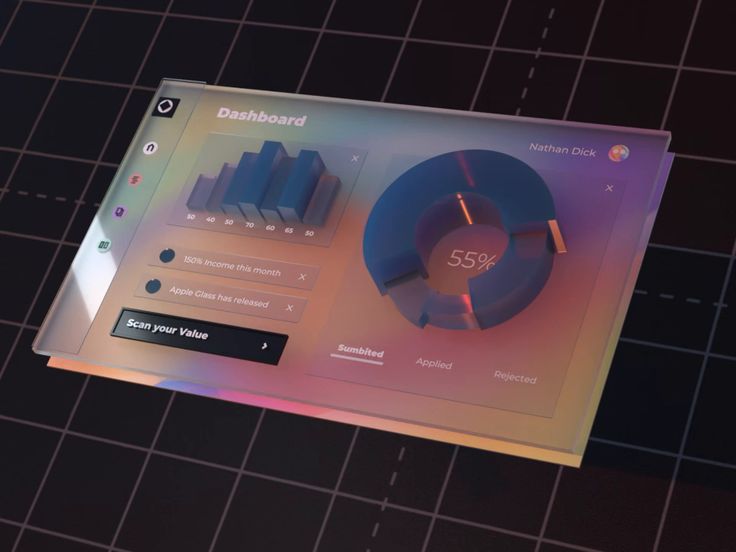 Dashboard
Nathan Dick
50 40 50 70 60 65 50
150% Income this month
Apple Glass has released
Scan your Value
55%
Sumbited
Applied
Rejected